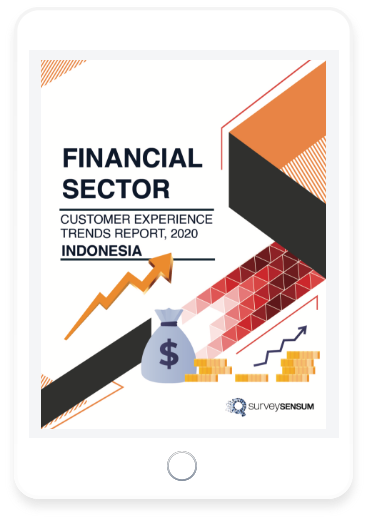 FINANCIAL
SECTOR
CUSTOMER EXPERIENCE
TRENDS REPORT, 2020
INDONESIA
$
surveySENSUM